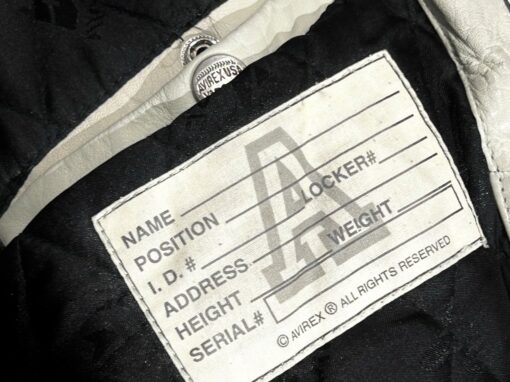 AVIREX USA
NAME
POSITION LOCKER#
I. D. #
ADDRESS
HEIGHT WEIGHT
SERIAL#
© AVIREX ® ALL RIGHTS RESERVED
A